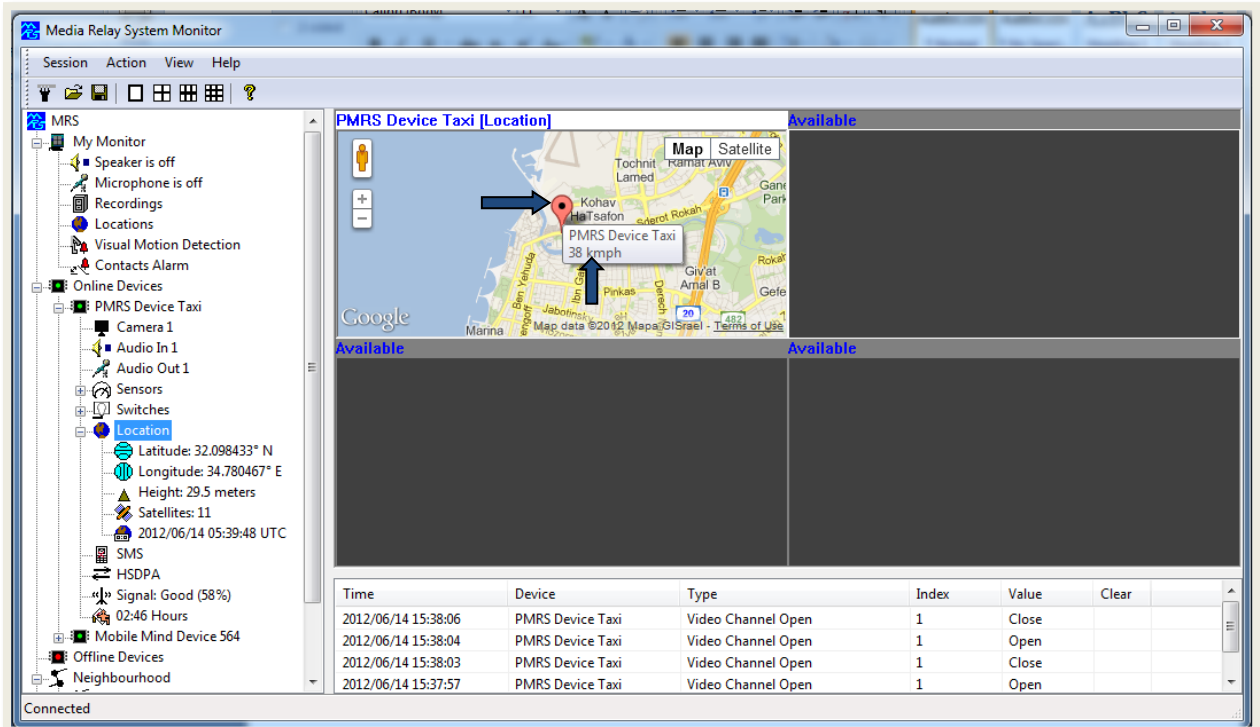 Media Relay System Monitor
Session Action View Help
MRS
My Monitor
Speaker is off
Microphone is off
Recordings
Locations
Visual Motion Detection
Contacts Alarm
Online Devices
PMRS Device Taxi
Camera 1
Audio In 1
Audio Out 1
Sensors
Switches
Location
Latitude: 32.098433° N
Longitude: 34.780467° E
Height: 29.5 meters
Satellites: 11
2012/06/14 05:39:48 UTC
SMS
HSDPA
Signal: Good (58%)
02:46 Hours
Mobile Mind Device 564
Offline Devices
Neighbourhood
PMRS Device Taxi [Location]
Available
Map Satellite
Tochnit Ramat Aviv
Lamed
Gane
Park
Kohav
HaTsafon
Sderot Rokah
PMRS Device Taxi
38 kmph
Rokah
Giv'at
Amal B
Gefe
Ben Yehuda
Ibn Ga
Pinkas
Derech
Jabotinsky
20
482
Google
Marina
Map data ©2012 Mapa GISrael - Terms of Use
Available
Available
Time Device Type Index Value Clear
2012/06/14 15:38:06 PMRS Device Taxi Video Channel Open 1 Close
2012/06/14 15:38:04 PMRS Device Taxi Video Channel Open 1 Open
2012/06/14 15:38:03 PMRS Device Taxi Video Channel Open 1 Close
2012/06/14 15:37:57 PMRS Device Taxi Video Channel Open 1 Open
Connected